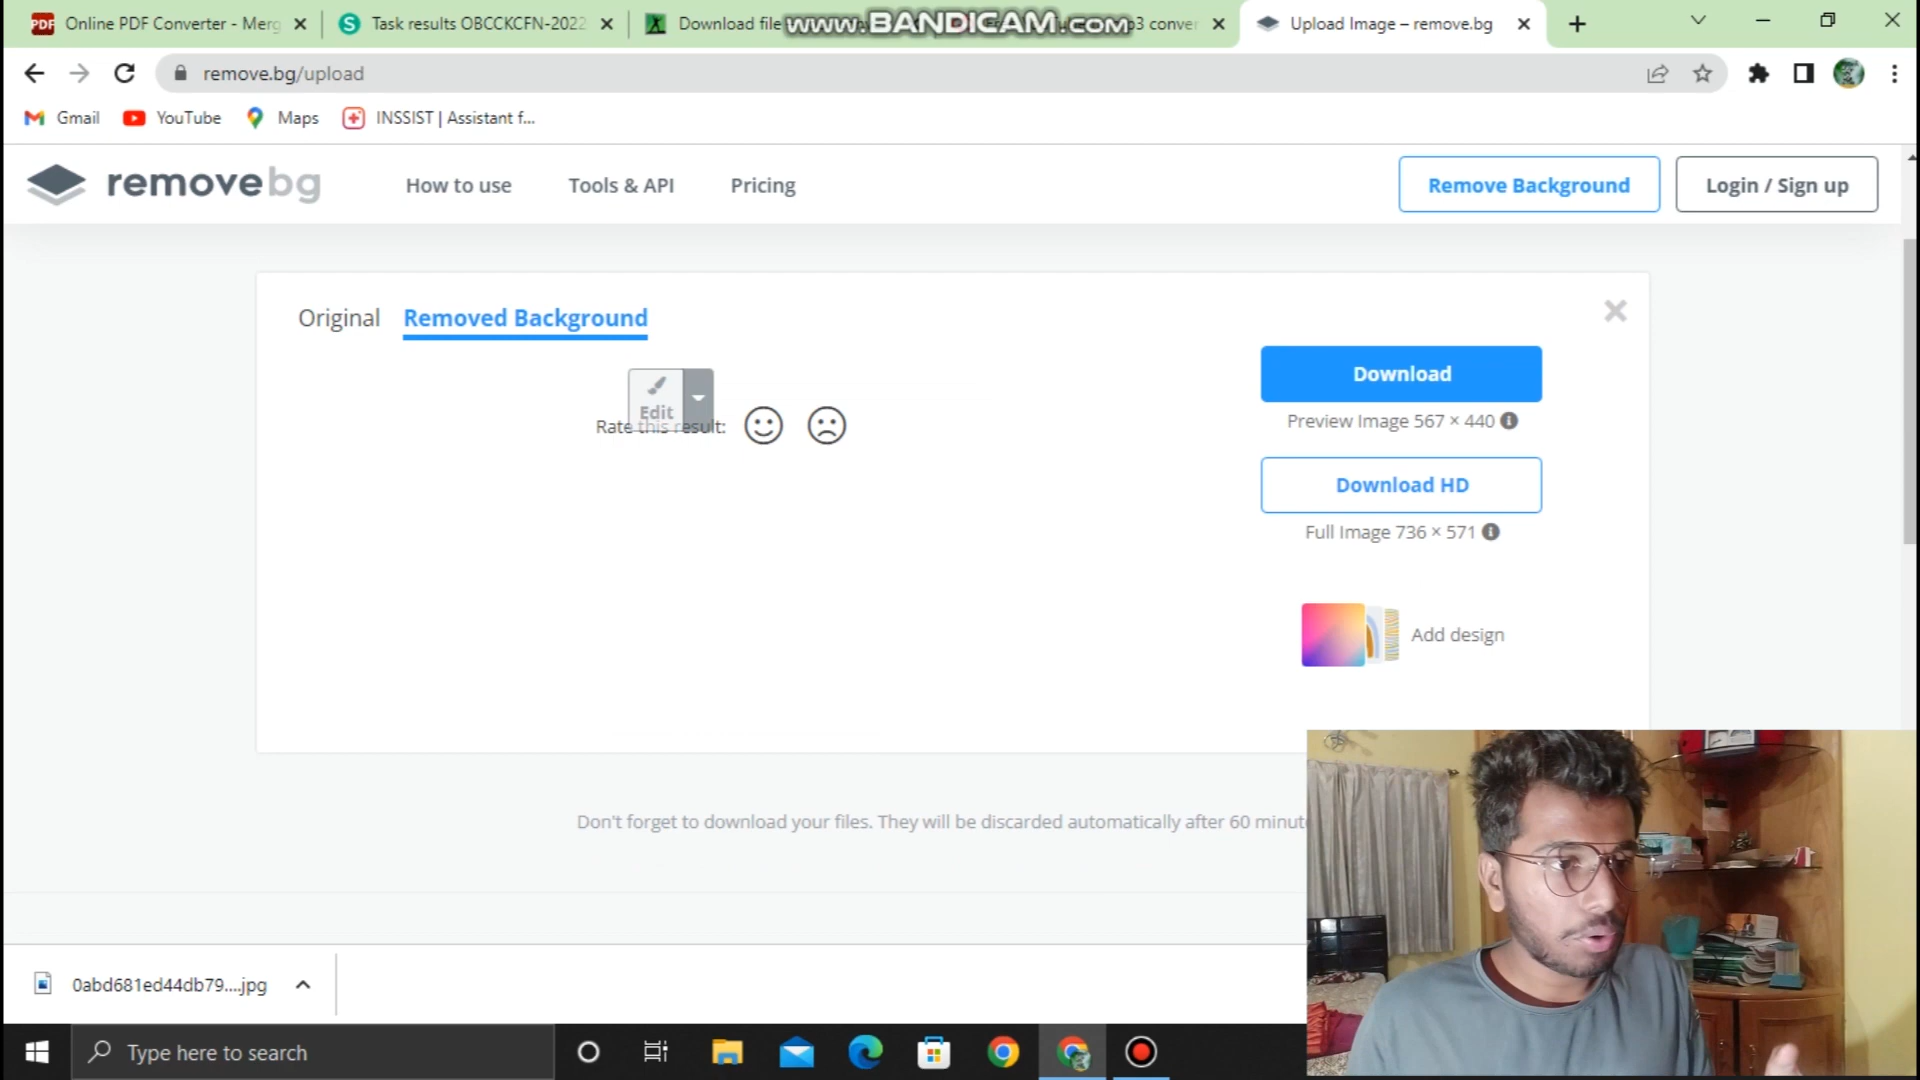 Online PDF Converter - Merg
Task results OBCCKCFN-2022
Download file
www.BANDICAM.com
p3 conver
Upload Image – remove.bg
remove.bg/upload
Gmail
YouTube
Maps
INSSIST | Assistant f...
removebg
How to use
Tools & API
Pricing
Remove Background
Login / Sign up
Original
Removed Background
Edit
Rate this result:
Download
Preview Image 567 × 440
Download HD
Full Image 736 × 571
Add design
Don't forget to download your files. They will be discarded automatically after 60 minut
0abd681ed44db79....jpg
Type here to search